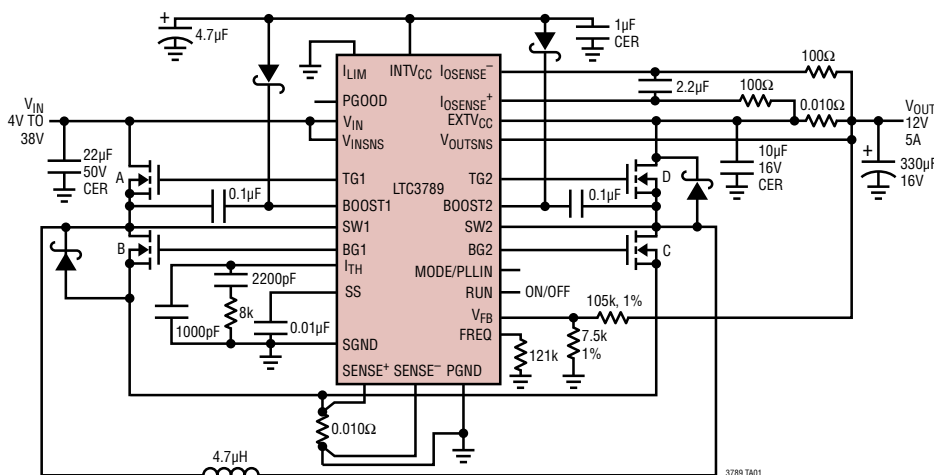 +
4.7µF
1µF
CER
ILIM
INTVCC
IOSENSE−
100Ω
VIN
4V TO
38V
PGOOD
IOSENSE+
2.2µF
100Ω
0.010Ω
VOUT
12V
5A
VIN
EXTVCC
VINSNS
VOUTSNS
22µF
50V
CER
A
TG1
LTC3789
TG2
D
10µF
16V
CER
+
330µF
16V
0.1µF
BOOST1
BOOST2
0.1µF
SW1
SW2
B
BG1
BG2
C
ITH
MODE/PLLIN
2200pF
8k
SS
RUN
ON/OFF
1000pF
0.01µF
VFB
105k, 1%
FREQ
7.5k
1%
SGND
121k
SENSE+ SENSE− PGND
0.010Ω
4.7µH
3789 TA01